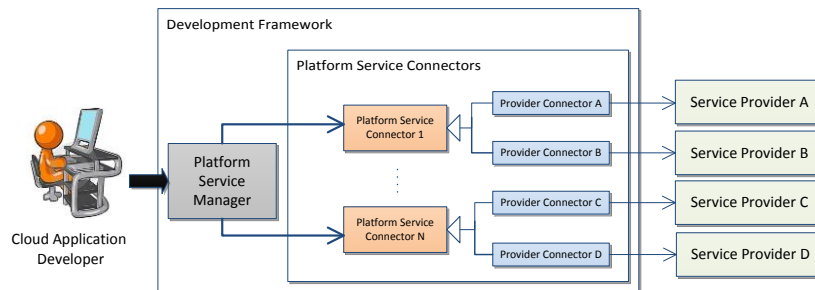 Development Framework
Platform Service Connectors
Cloud Application
Developer
Platform
Service
Manager
Platform Service
Connector 1
Provider Connector A
Provider Connector B
Platform Service
Connector N
Provider Connector C
Provider Connector D
Service Provider A
Service Provider B
Service Provider C
Service Provider D